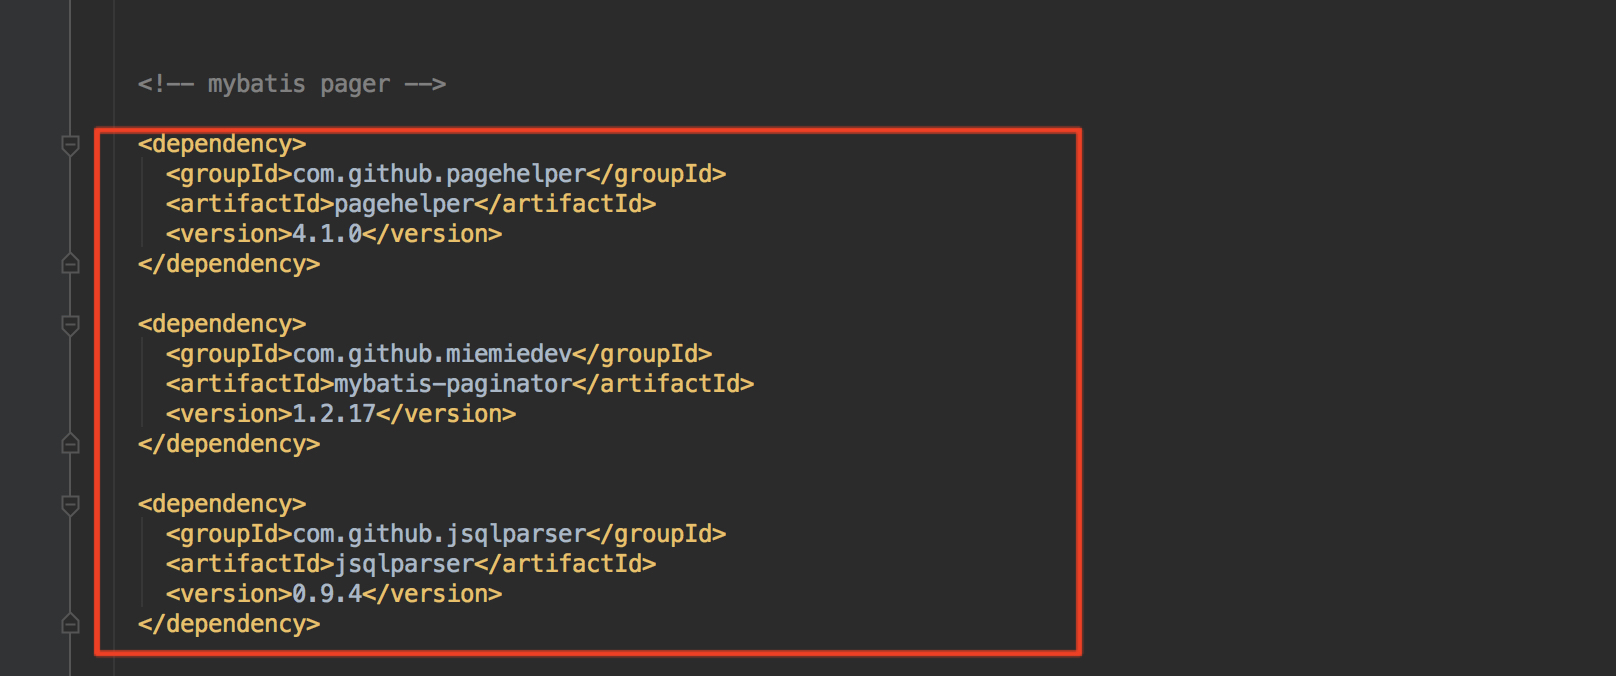 <!-- mybatis pager -->
<dependency>
<groupId>com.github.pagehelper</groupId>
<artifactId>pagehelper</artifactId>
<version>4.1.0</version>
</dependency>
<dependency>
<groupId>com.github.miemiedev</groupId>
<artifactId>mybatis-paginator</artifactId>
<version>1.2.17</version>
</dependency>
<dependency>
<groupId>com.github.jsqlparser</groupId>
<artifactId>jsqlparser</artifactId>
<version>0.9.4</version>
</dependency>